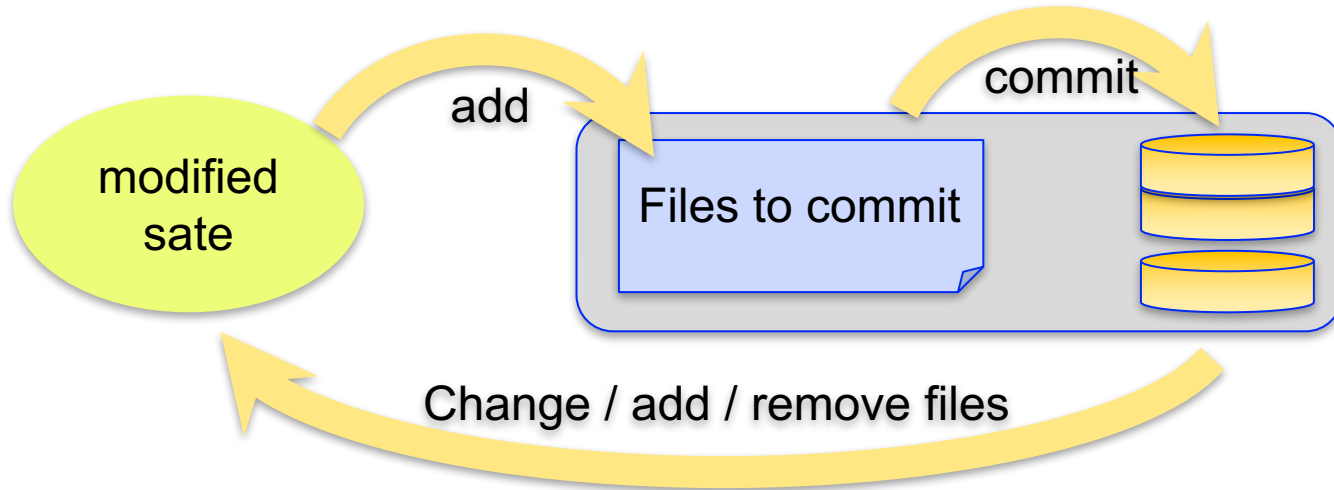 add
commit
modified
sate
Files to commit
Change / add / remove files